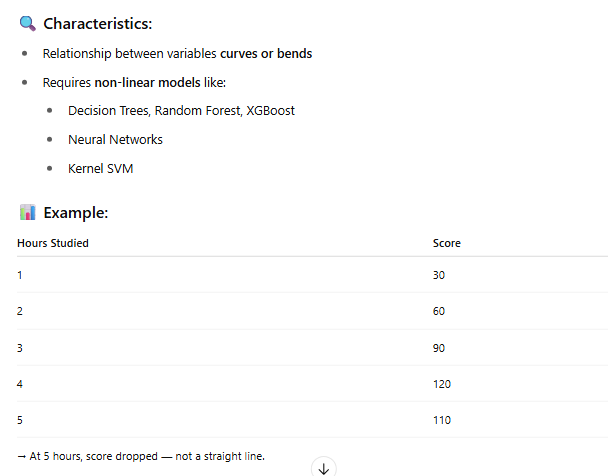 Characteristics:
Relationship between variables curves or bends
Requires non-linear models like:
Decision Trees, Random Forest, XGBoost
Neural Networks
Kernel SVM
Example:
Hours Studied Score
1 30
2 60
3 90
4 120
5 110
→ At 5 hours, score dropped — not a straight line.